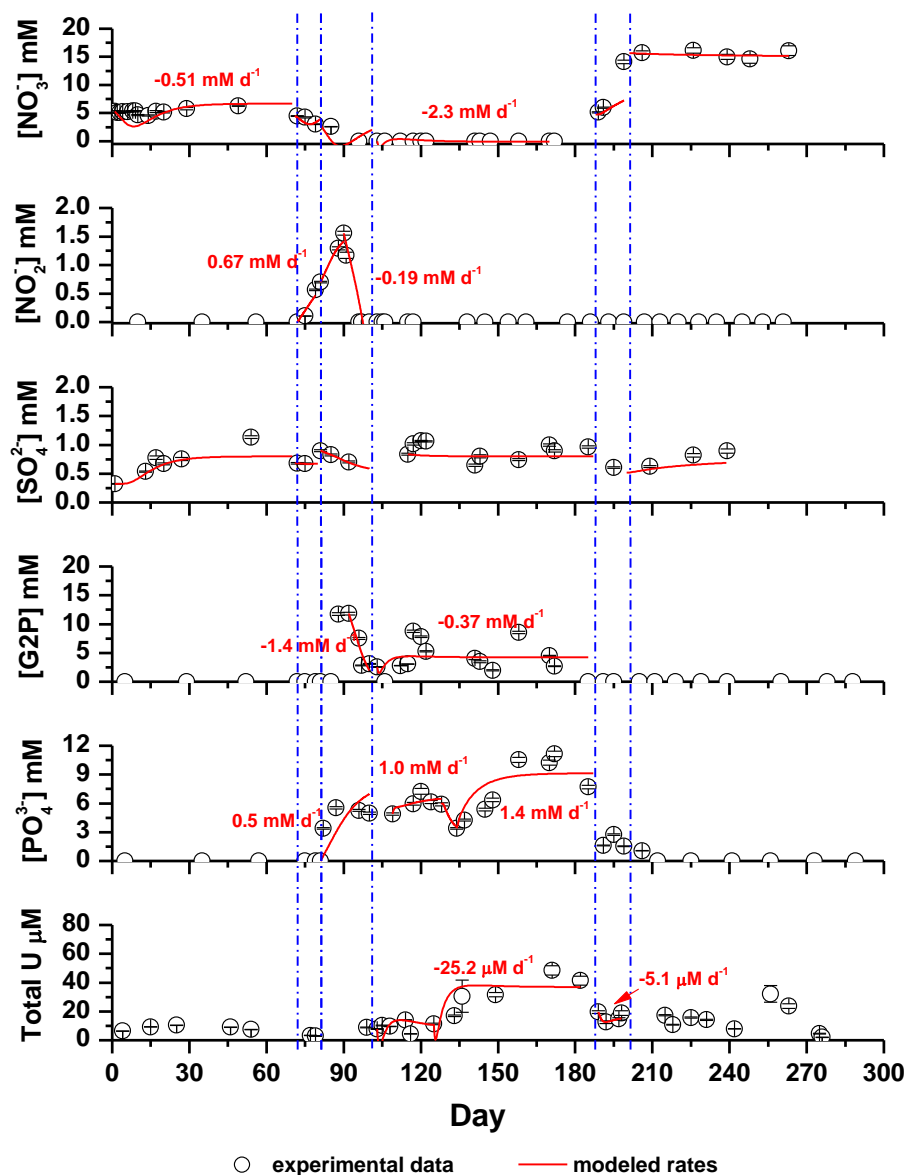 [NO₃⁻] mM
20
15
10
5
0
-0.51 mM d⁻¹
-2.3 mM d⁻¹
[NO₂⁻] mM
2.0
1.5
1.0
0.5
0.0
0.67 mM d⁻¹
-0.19 mM d⁻¹
[SO₄²⁻] mM
2.0
1.5
1.0
0.5
0.0
[G2P] mM
20
15
10
5
0
-1.4 mM d⁻¹
-0.37 mM d⁻¹
[PO₄³⁻] mM
12
9
6
3
0
0.5 mM d⁻¹
1.0 mM d⁻¹
1.4 mM d⁻¹
Total U μM
80
60
40
20
0
-25.2 μM d⁻¹
-5.1 μM d⁻¹
0 30 60 90 120 150 180 210 240 270 300
Day
experimental data modeled rates